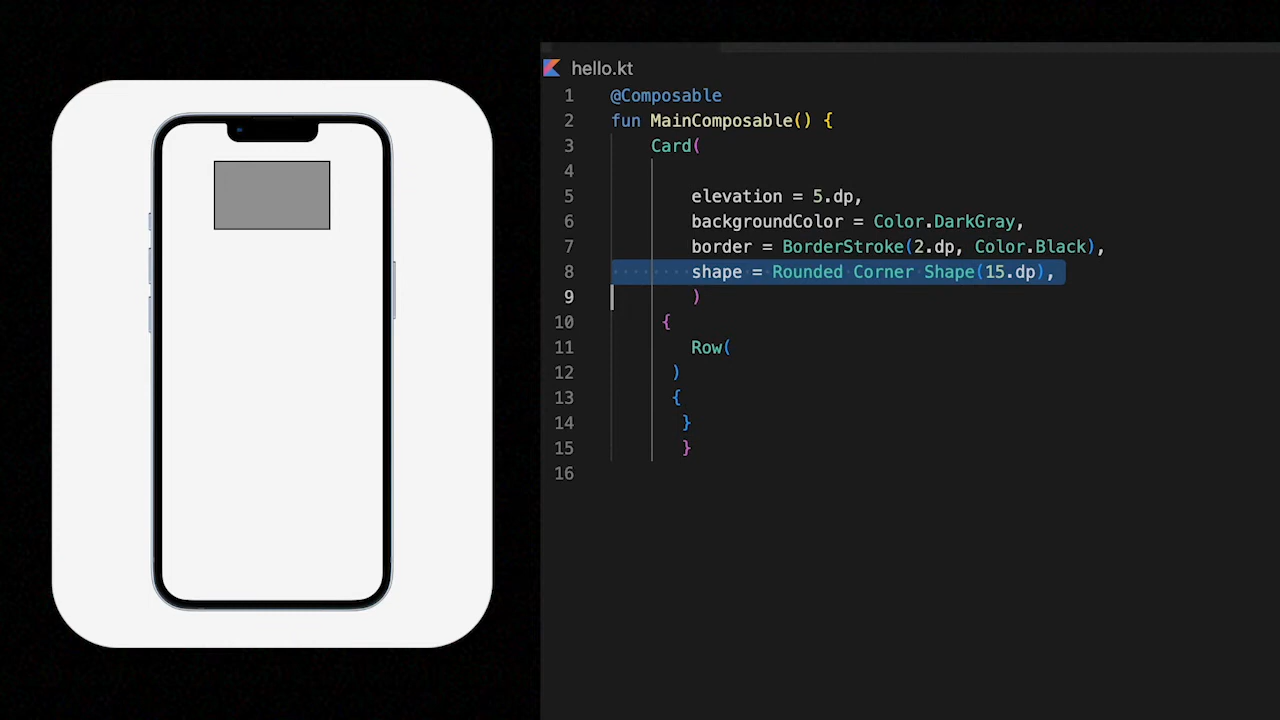 hello.kt
1 @Composable
2 fun MainComposable() {
3 Card(
4
5 elevation = 5.dp,
6 backgroundColor = Color.DarkGray,
7 border = BorderStroke(2.dp, Color.Black),
8 shape = Rounded Corner Shape(15.dp),
9 )
10 {
11 Row(
12 )
13 {
14 }
15 }
16